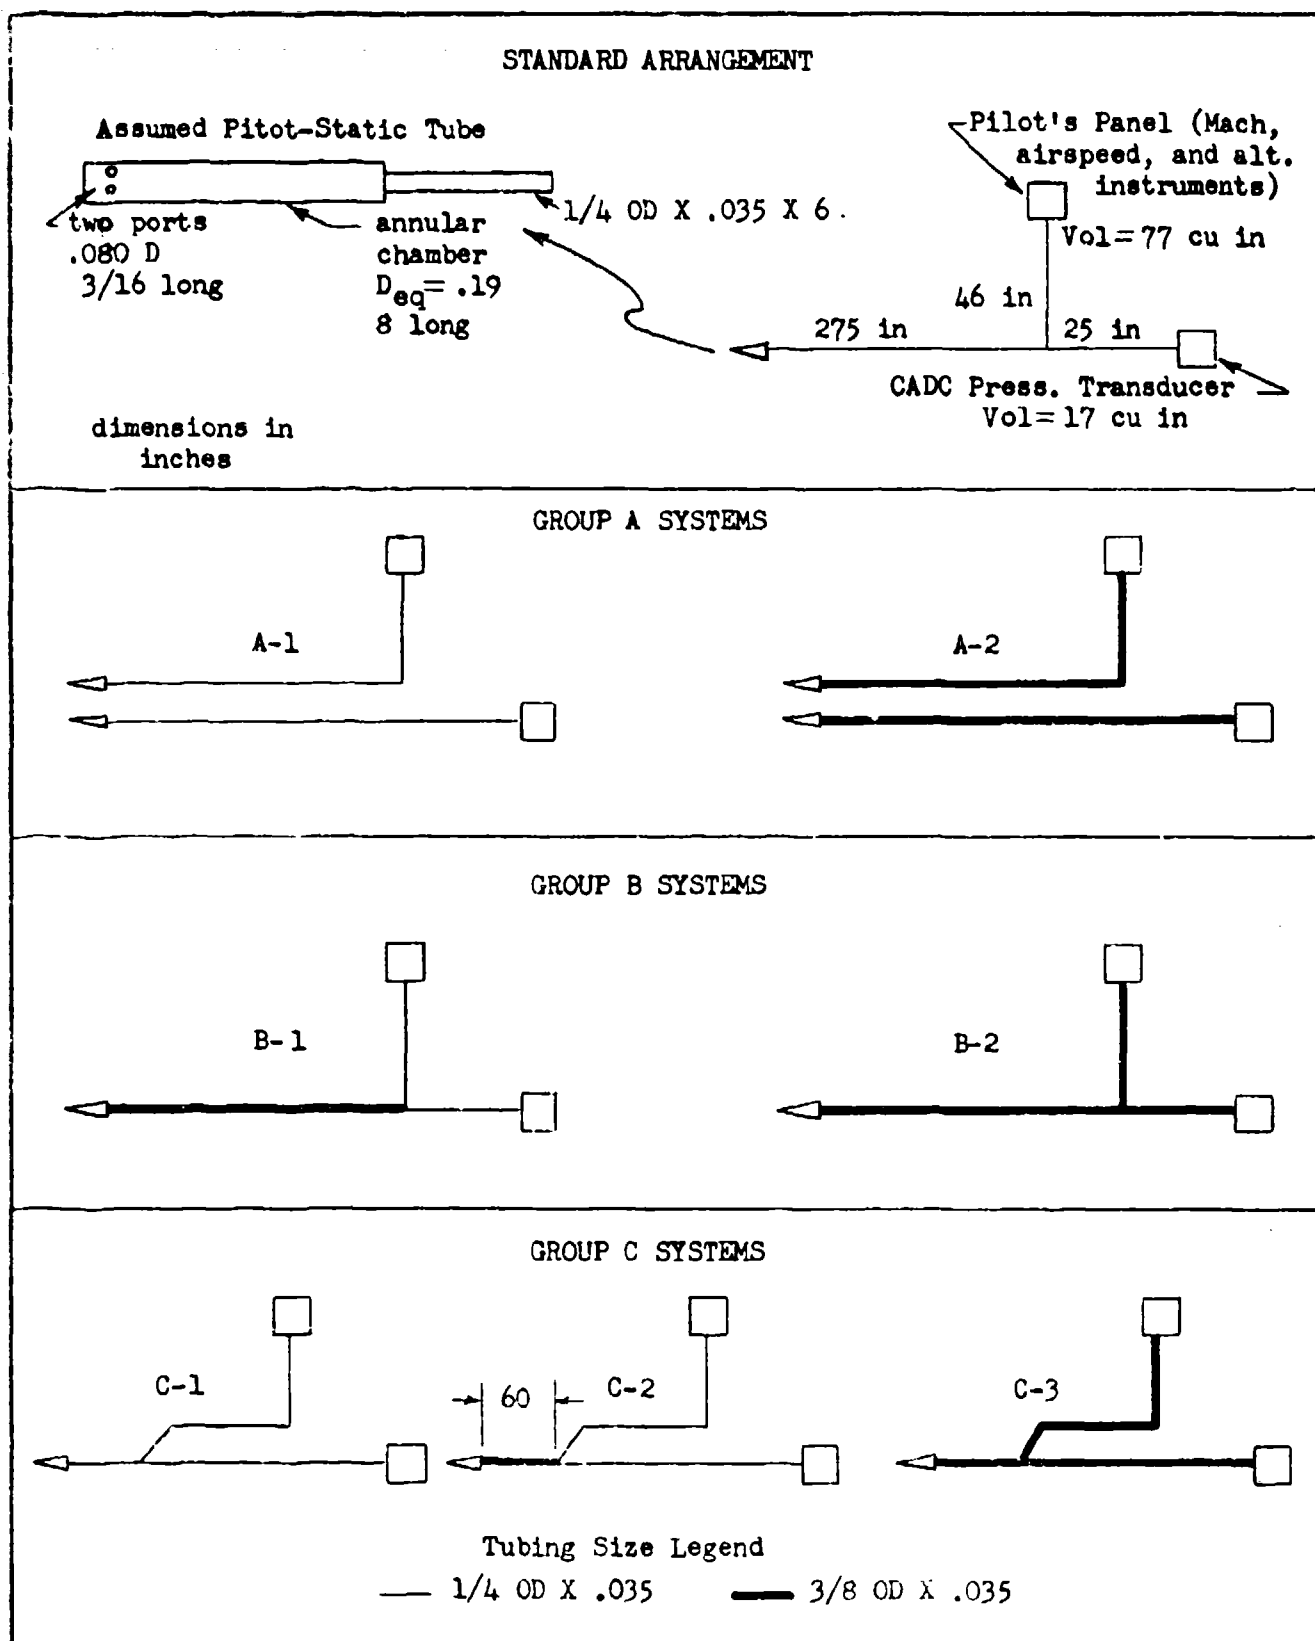 STANDARD ARRANGEMENT
Assumed Pitot-Static Tube
two ports
.080 D
3/16 long
annular
chamber
Deq = .19
8 long
1/4 OD X .035 X 6.
Pilot's Panel (Mach,
airspeed, and alt.
instruments)
Vol=77 cu in
46 in
275 in
25 in
CADC Press. Transducer
Vol=17 cu in
dimensions in
inches
GROUP A SYSTEMS
A-1
A-2
GROUP B SYSTEMS
B-1
B-2
GROUP C SYSTEMS
C-1
60
C-2
C-3
Tubing Size Legend
1/4 OD X .035
3/8 OD X .035